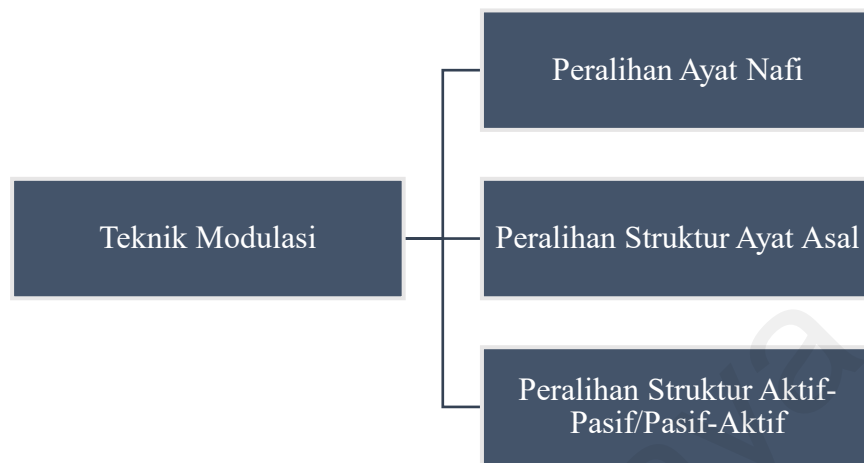 Teknik Modulasi
Peralihan Ayat Nafi
Peralihan Struktur Ayat Asal
Peralihan Struktur Aktif-
Pasif/Pasif-Aktif